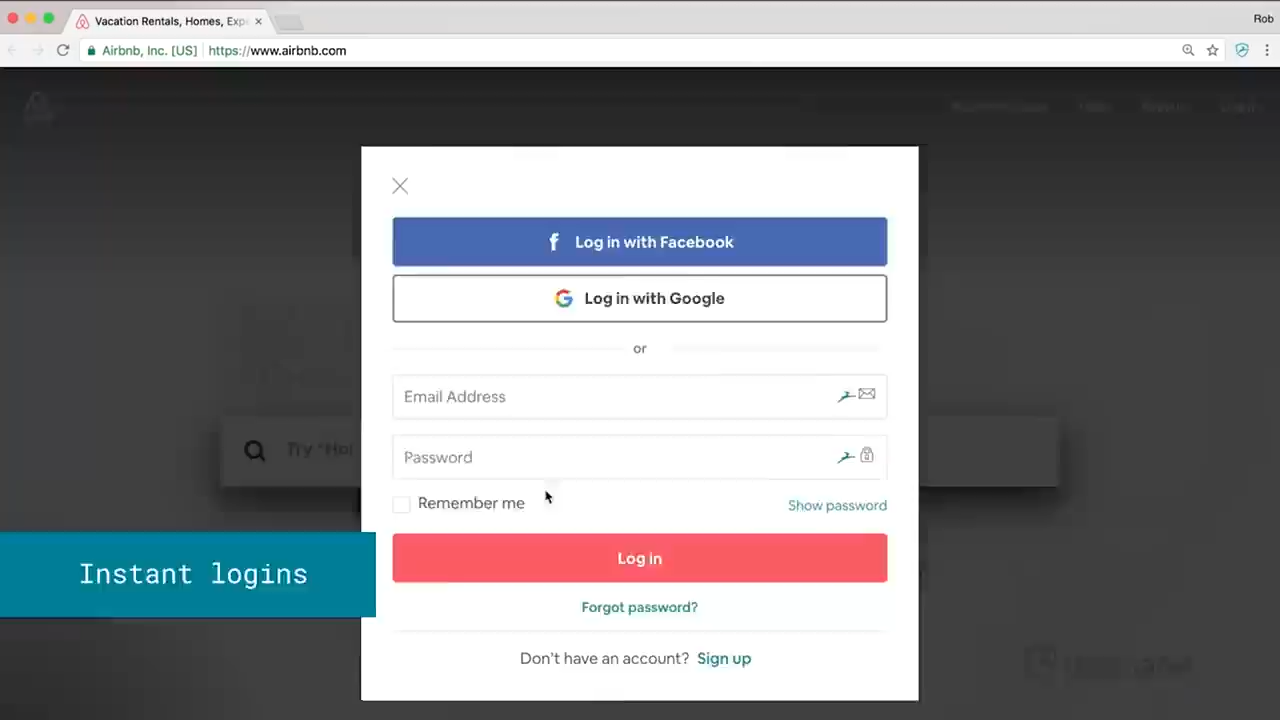 Vacation Rentals, Homes, Exp
Rob
Airbnb, Inc. [US]
https://www.airbnb.com
Log in with Facebook
Log in with Google
or
Email Address
Password
Try
Remember me
Show password
Log in
Instant logins
Forgot password?
Don't have an account? Sign up